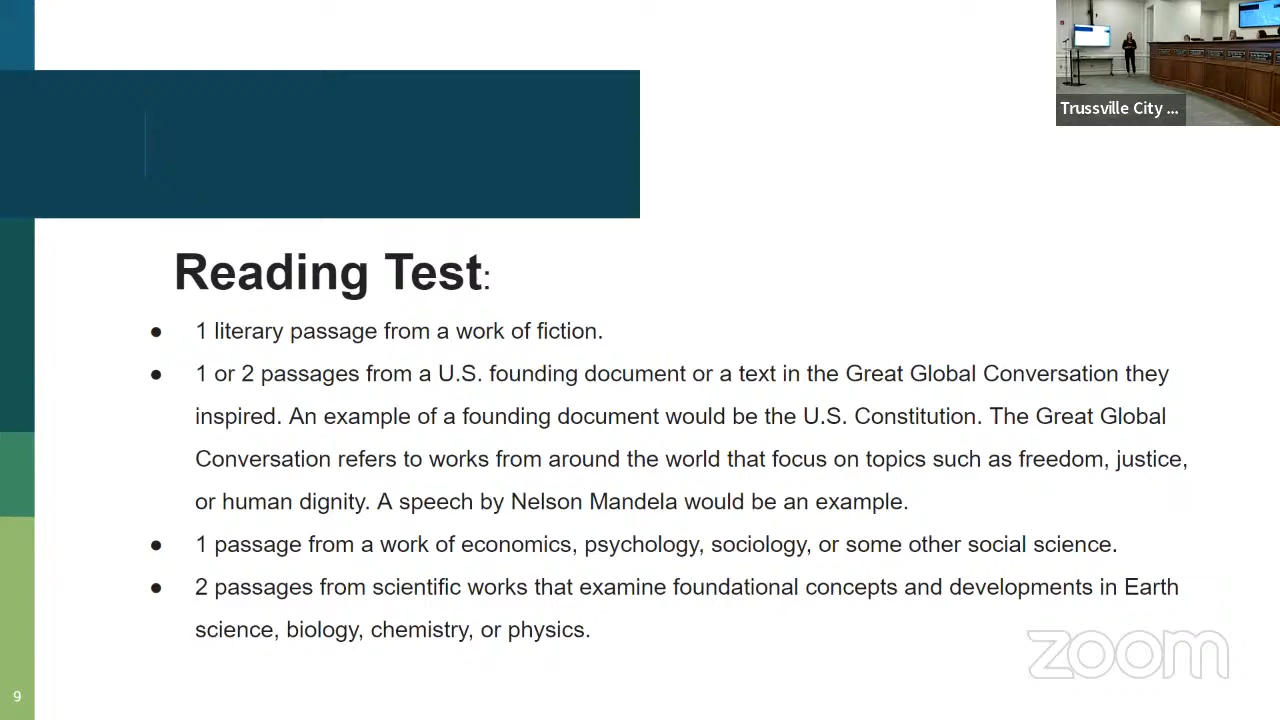 Trussville City ...
Reading Test:
● 1 literary passage from a work of fiction.
● 1 or 2 passages from a U.S. founding document or a text in the Great Global Conversation they
inspired. An example of a founding document would be the U.S. Constitution. The Great Global
Conversation refers to works from around the world that focus on topics such as freedom, justice,
or human dignity. A speech by Nelson Mandela would be an example.
● 1 passage from a work of economics, psychology, sociology, or some other social science.
● 2 passages from scientific works that examine foundational concepts and developments in Earth
science, biology, chemistry, or physics.
zoom
9